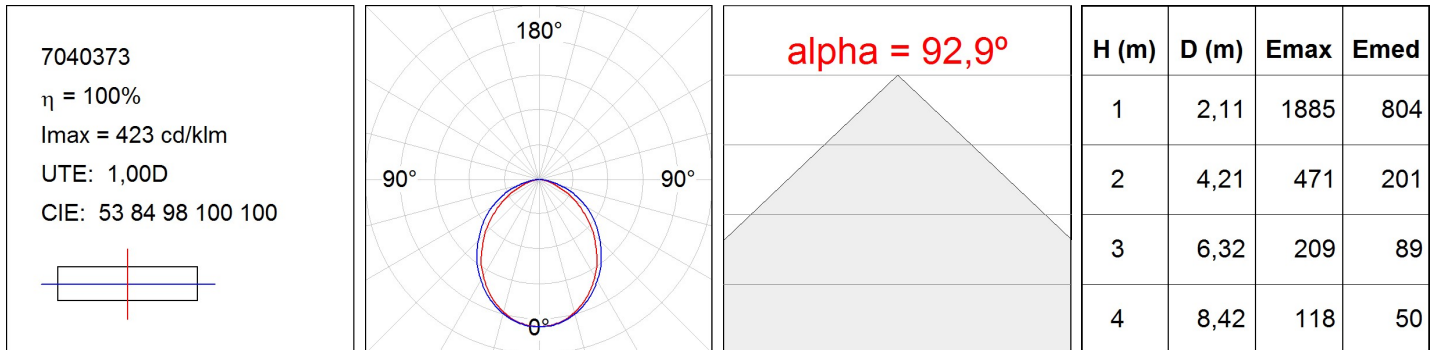 7040373
η = 100%
Imax = 423 cd/klm
UTE: 1,00D
CIE: 53 84 98 100 100
180°
90° 90°
0°
alpha = 92,9º
H (m) D (m) Emax Emed
1 2,11 1885 804
2 4,21 471 201
3 6,32 209 89
4 8,42 118 50